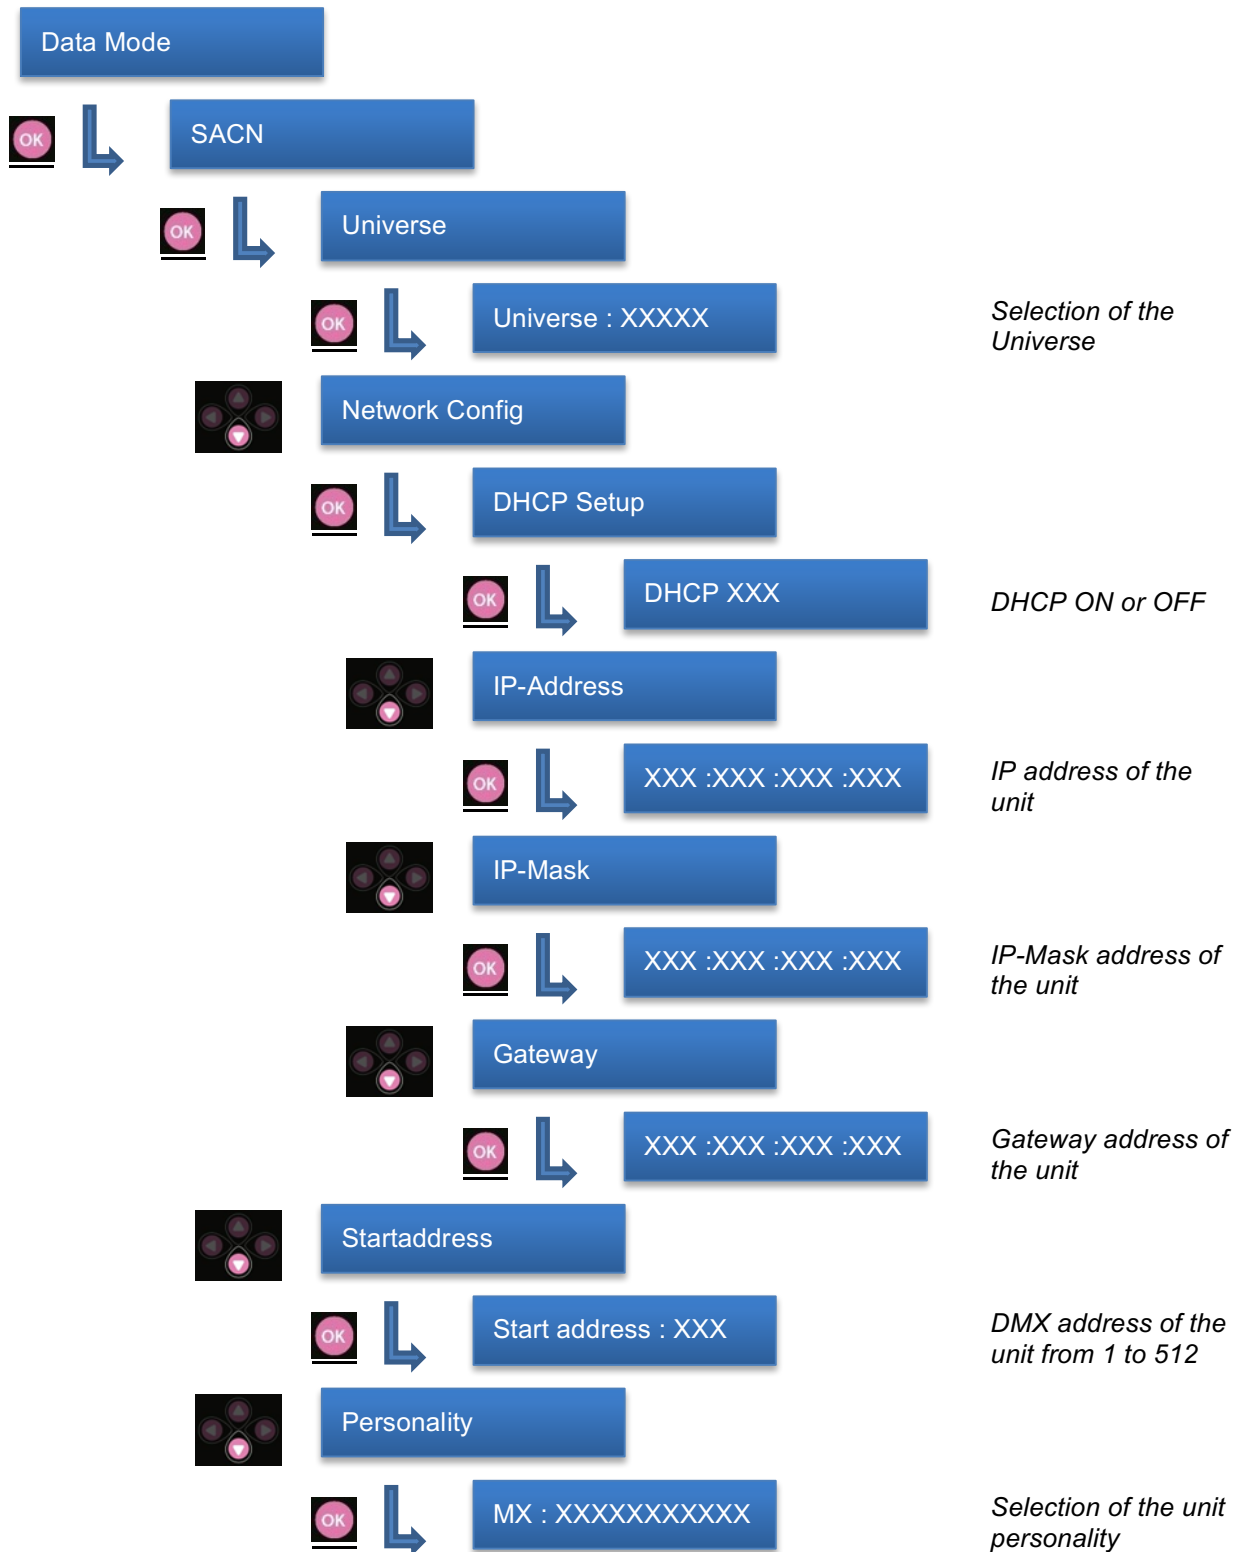 Data Mode
OK
SACN
OK
Universe
OK
Universe : XXXXX
Selection of the
Universe
Network Config
OK
DHCP Setup
OK
DHCP XXX
DHCP ON or OFF
IP-Address
OK
XXX :XXX :XXX :XXX
IP address of the
unit
IP-Mask
OK
XXX :XXX :XXX :XXX
IP-Mask address of
the unit
Gateway
OK
XXX :XXX :XXX :XXX
Gateway address of
the unit
Startaddress
OK
Start address : XXX
DMX address of the
unit from 1 to 512
Personality
OK
MX : XXXXXXXXXXX
Selection of the unit
personality